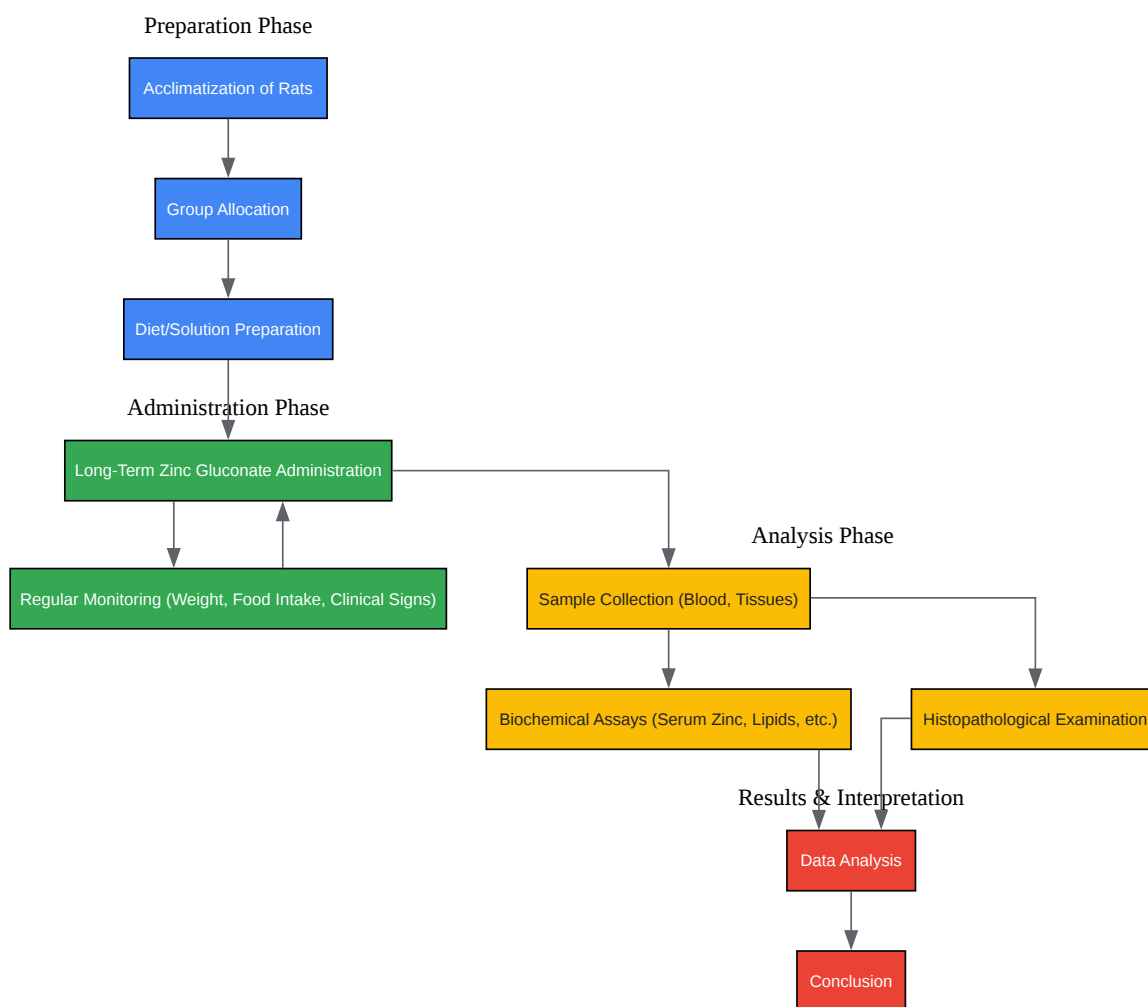 Preparation Phase
Acclimatization of Rats
Group Allocation
Diet/Solution Preparation
Administration Phase
Long-Term Zinc Gluconate Administration
Regular Monitoring (Weight, Food Intake, Clinical Signs)
Analysis Phase
Sample Collection (Blood, Tissues)
Biochemical Assays (Serum Zinc, Lipids, etc.)
Histopathological Examination
Results & Interpretation
Data Analysis
Conclusion